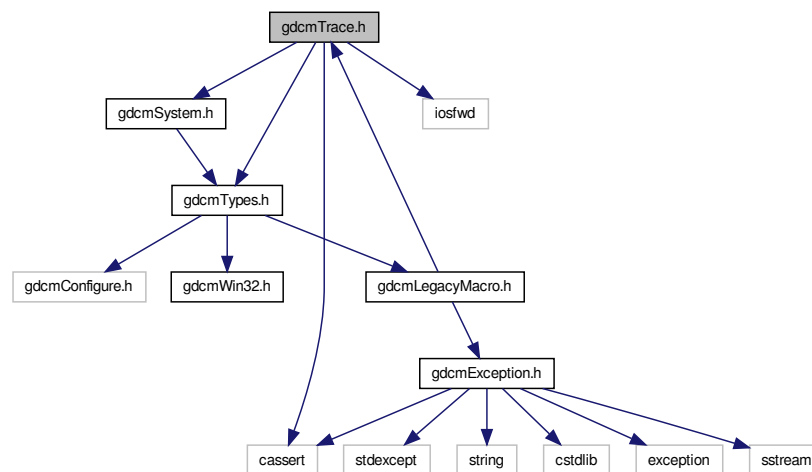 gdcmTrace.h
gdcmSystem.h
iosfwd
gdcmTypes.h
gdcmConfigure.h
gdcmWin32.h
gdcmLegacyMacro.h
gdcmException.h
cassert
stdexcept
string
cstdlib
exception
sstream